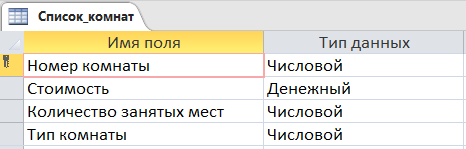 Список_комнат
Имя поля Тип данных
Номер комнаты Числовой
Стоимость Денежный
Количество занятых мест Числовой
Тип комнаты Числовой